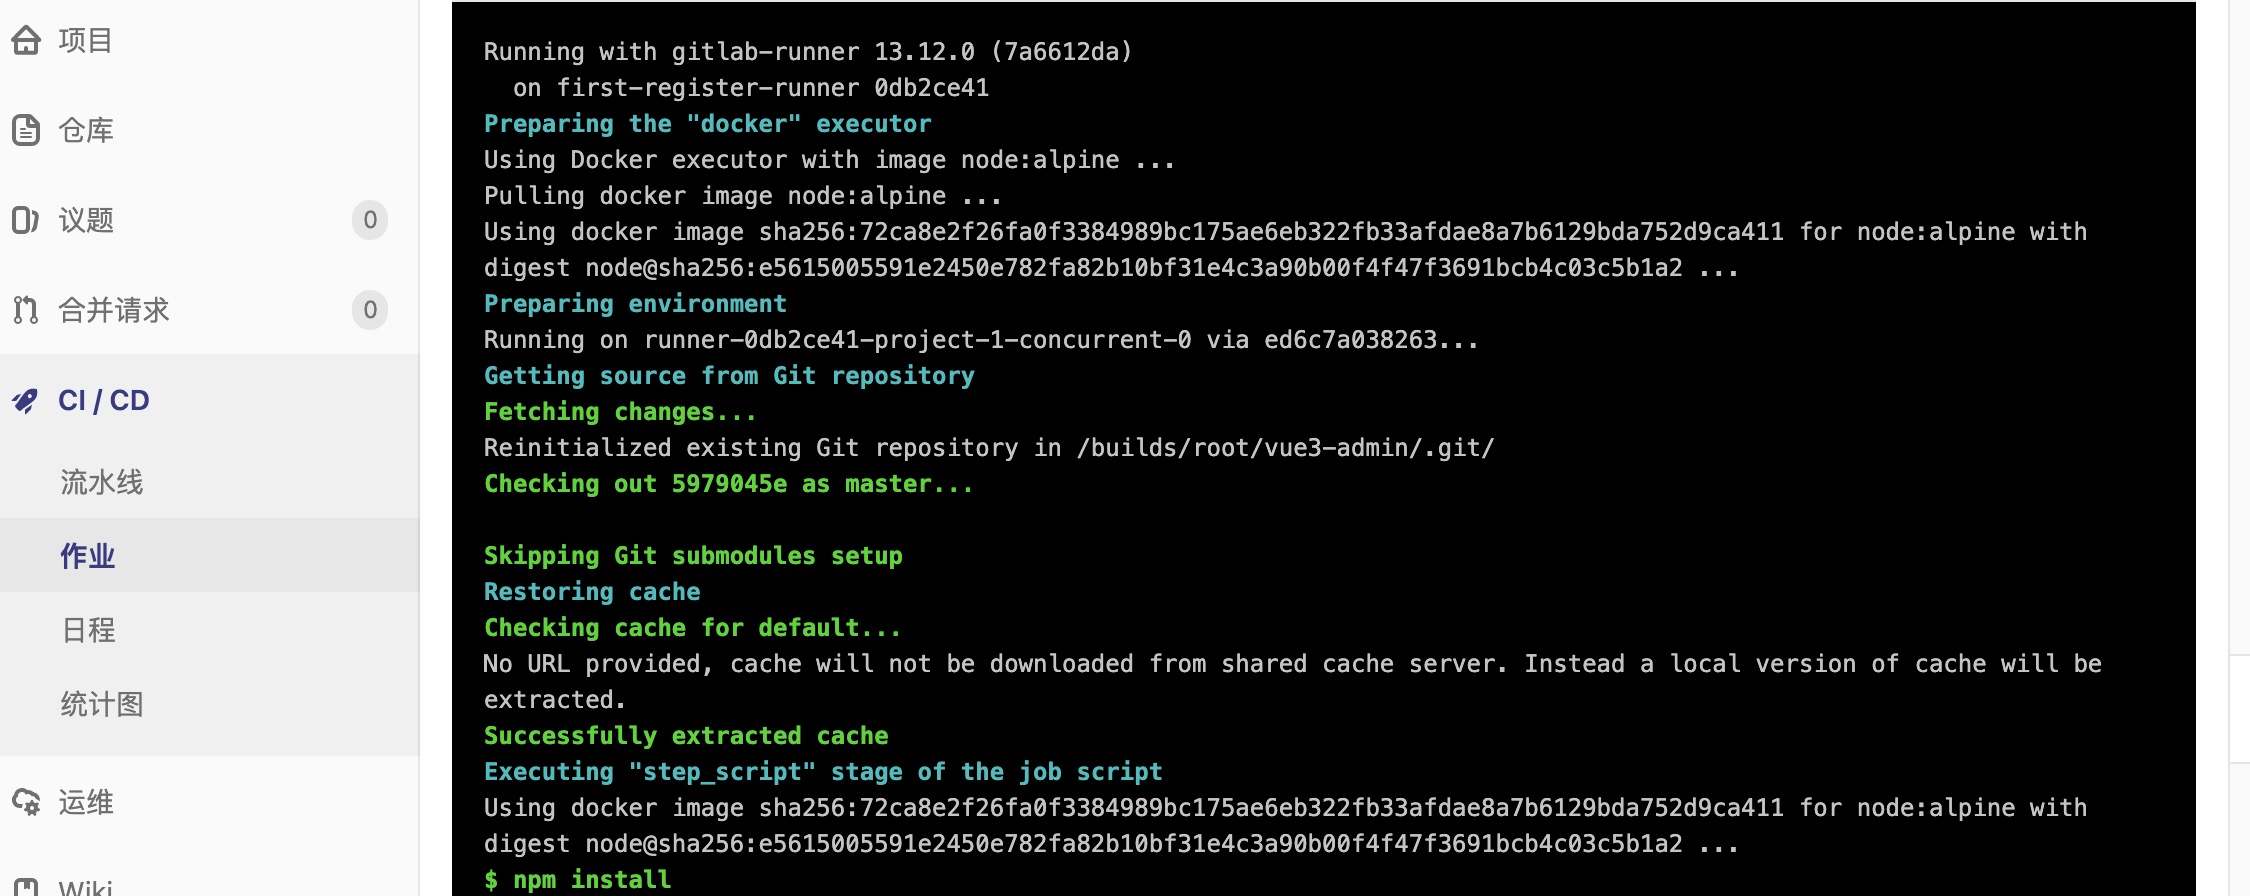 项目
仓库
议题 0
合并请求 0
CI / CD
流水线
作业
日程
统计图
运维
Wiki
Running with gitlab-runner 13.12.0 (7a6612da)
on first-register-runner 0db2ce41
Preparing the "docker" executor
Using Docker executor with image node:alpine ...
Pulling docker image node:alpine ...
Using docker image sha256:72ca8e2f26fa0f3384989bc175ae6eb322fb33afdae8a7b6129bda752d9ca411 for node:alpine with
digest node@sha256:e5615005591e2450e782fa82b10bf31e4c3a90b00f4f47f3691bcb4c03c5b1a2 ...
Preparing environment
Running on runner-0db2ce41-project-1-concurrent-0 via ed6c7a038263...
Getting source from Git repository
Fetching changes...
Reinitialized existing Git repository in /builds/root/vue3-admin/.git/
Checking out 5979045e as master...
Skipping Git submodules setup
Restoring cache
Checking cache for default...
No URL provided, cache will not be downloaded from shared cache server. Instead a local version of cache will be
extracted.
Successfully extracted cache
Executing "step_script" stage of the job script
Using docker image sha256:72ca8e2f26fa0f3384989bc175ae6eb322fb33afdae8a7b6129bda752d9ca411 for node:alpine with
digest node@sha256:e5615005591e2450e782fa82b10bf31e4c3a90b00f4f47f3691bcb4c03c5b1a2 ...
$ npm install